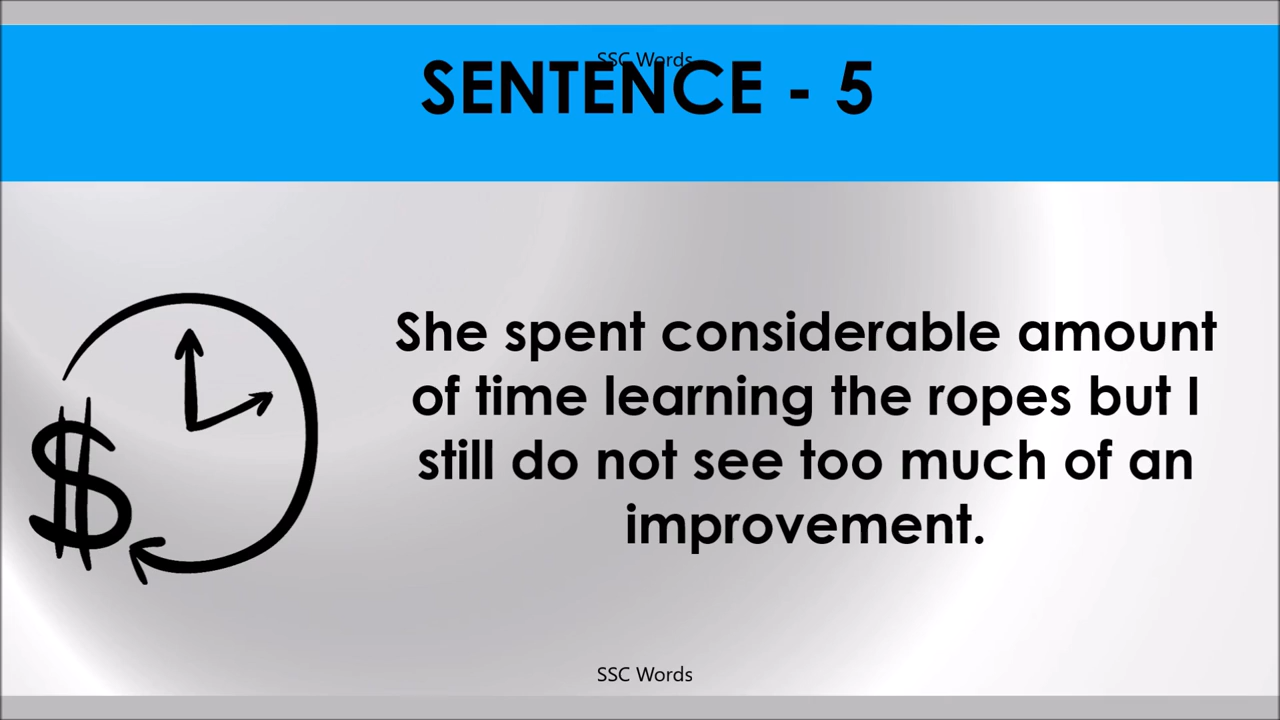 SSC Words
SENTENCE - 5
She spent considerable amount
of time learning the ropes but I
still do not see too much of an
improvement.
$
SSC Words